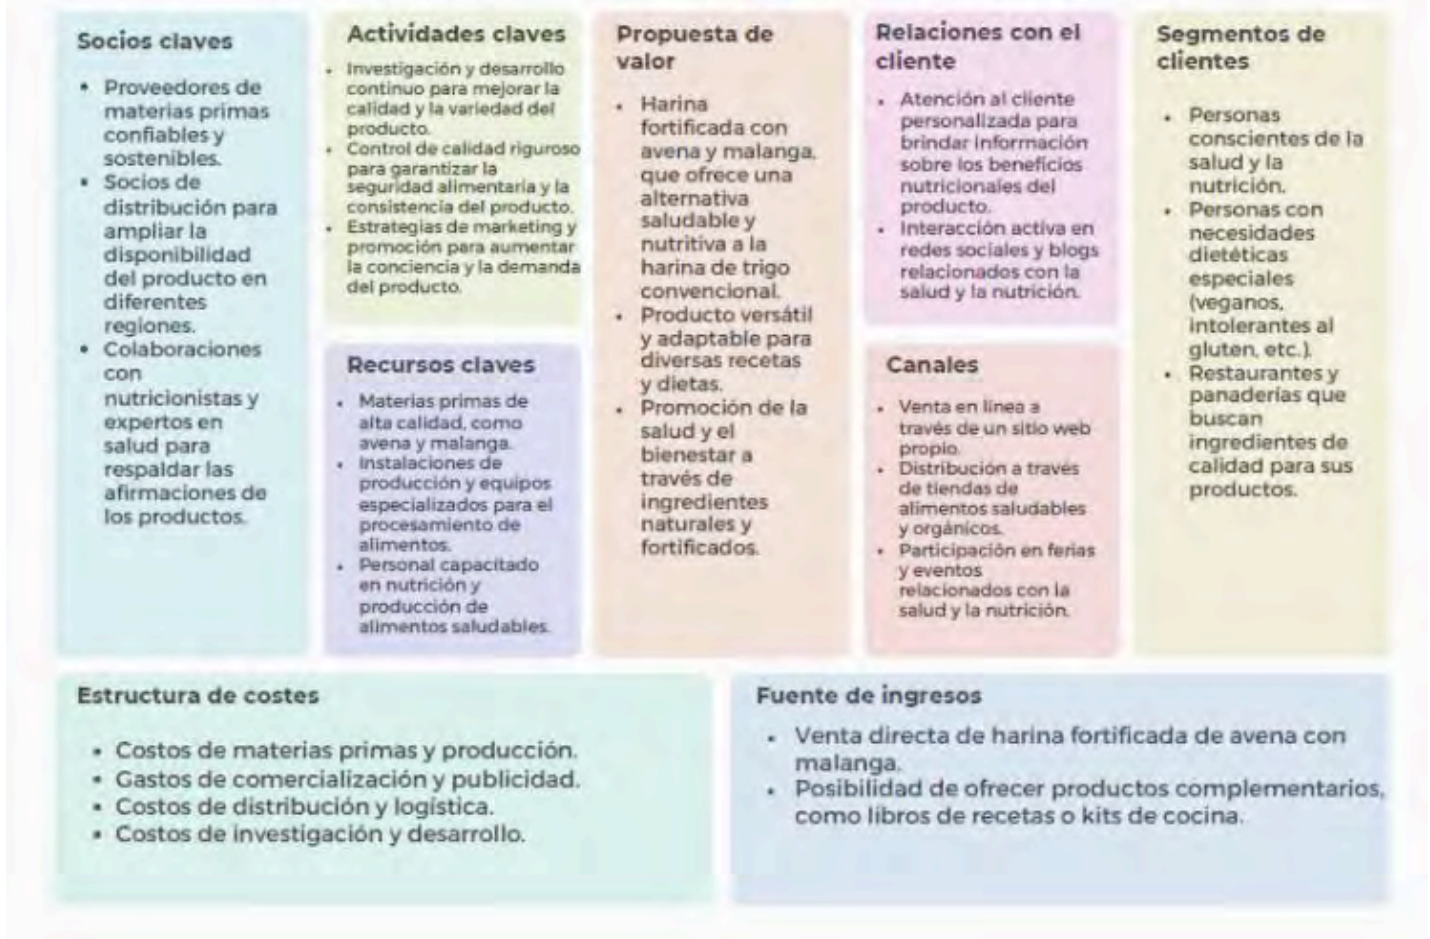 Socios claves
• Proveedores de
materias primas
confiables y
sostenibles.
• Socios de
distribución para
ampliar la
disponibilidad
del producto en
diferentes
regiones.
• Colaboraciones
con
nutricionistas y
expertos en
salud para
respaldar las
afirmaciones de
los productos.
Actividades claves
• Investigación y desarrollo
continuo para mejorar la
calidad y la variedad del
producto.
• Control de calidad riguroso
para garantizar la
seguridad alimentaria y la
consistencia del producto.
• Estrategias de marketing y
promoción para aumentar
la conciencia y la demanda
del producto.
Recursos claves
• Materias primas de
alta calidad, como
avena y malanga.
• Instalaciones de
producción y equipos
especializados para el
procesamiento de
alimentos.
• Personal capacitado
en nutrición y
producción de
alimentos saludables.
Propuesta de
valor
• Harina
fortificada con
avena y malanga,
que ofrece una
alternativa
saludable y
nutritiva a la
harina de trigo
convencional.
• Producto versátil
y adaptable para
diversas recetas
y dietas.
• Promoción de la
salud y el
bienestar a
través de
ingredientes
naturales y
fortificados.
Relaciones con el
cliente
• Atención al cliente
personalizada para
brindar información
sobre los beneficios
nutricionales del
producto.
• Interacción activa en
redes sociales y blogs
relacionados con la
salud y la nutrición.
Canales
• Venta en línea a
través de un sitio web
propio.
• Distribución a través
de tiendas de
alimentos saludables
y orgánicos.
• Participación en ferias
y eventos
relacionados con la
salud y la nutrición.
Segmentos de
clientes
• Personas
conscientes de la
salud y la
nutrición.
• Personas con
necesidades
dietéticas
especiales
(veganos,
intolerantes al
gluten, etc.).
• Restaurantes y
panaderías que
buscan
ingredientes de
calidad para sus
productos.
Estructura de costes
• Costos de materias primas y producción.
• Gastos de comercialización y publicidad.
• Costos de distribución y logística.
• Costos de investigación y desarrollo.
Fuente de ingresos
• Venta directa de harina fortificada de avena con
malanga.
• Posibilidad de ofrecer productos complementarios,
como libros de recetas o kits de cocina.